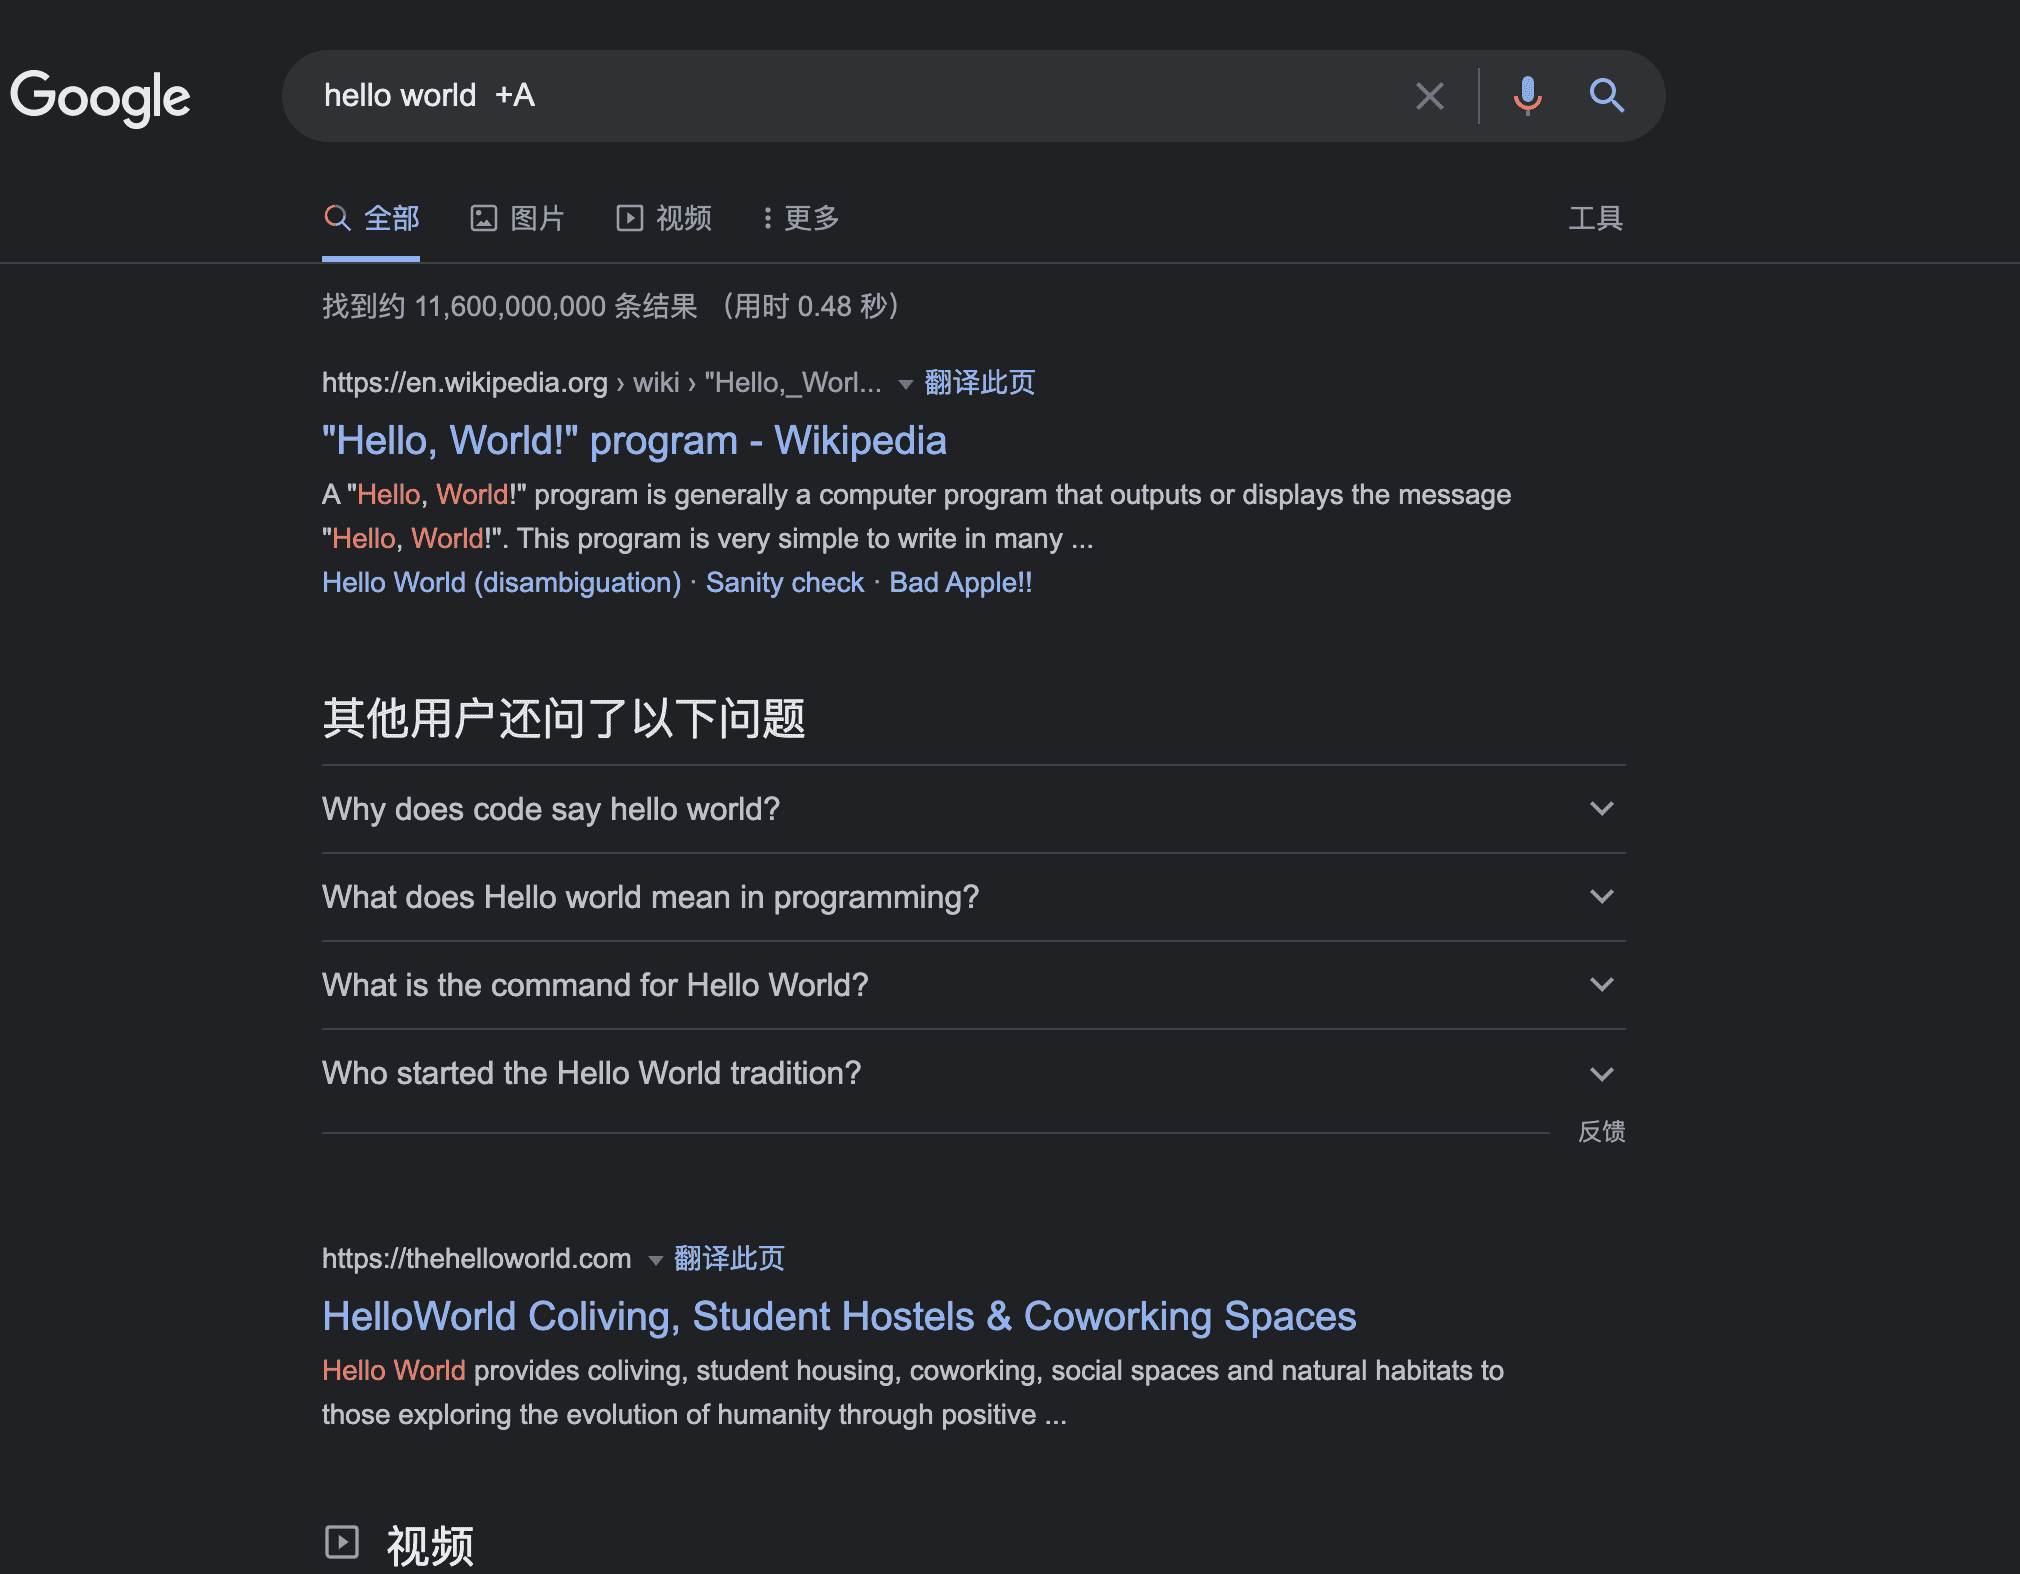 Google
hello world  +A
全部 图片 视频 更多 工具
找到约 11,600,000,000 条结果 （用时 0.48 秒）
https://en.wikipedia.org › wiki › "Hello,_Worl... 翻译此页
"Hello, World!" program - Wikipedia
A "Hello, World!" program is generally a computer program that outputs or displays the message
"Hello, World!". This program is very simple to write in many ...
Hello World (disambiguation) · Sanity check · Bad Apple!!
其他用户还问了以下问题
Why does code say hello world?
What does Hello world mean in programming?
What is the command for Hello World?
Who started the Hello World tradition?
反馈
https://thehelloworld.com 翻译此页
HelloWorld Coliving, Student Hostels & Coworking Spaces
Hello World provides coliving, student housing, coworking, social spaces and natural habitats to
those exploring the evolution of humanity through positive ...
视频